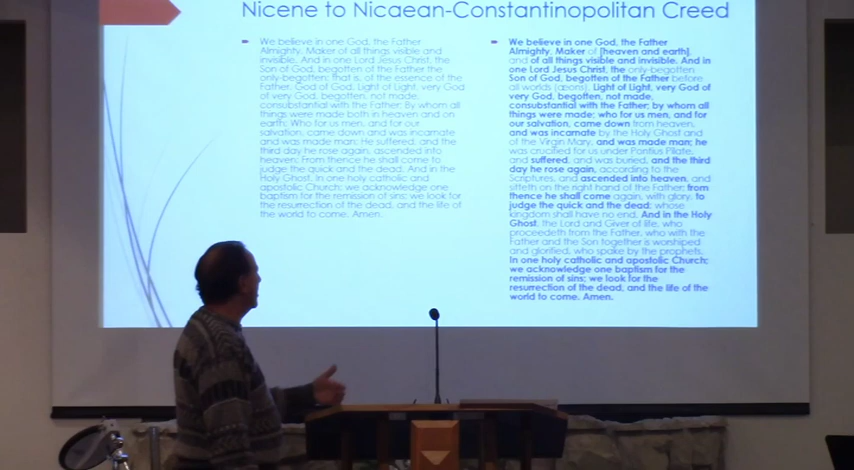 Nicene to Nicaean-Constantinopolitan Creed
We believe in one God, the Father
Almighty, Maker of all things visible and
invisible. And in one Lord Jesus Christ, the
Son of God, begotten of the Father the
only-begotten; that is, of the essence of the
Father, God of God, Light of Light, very God
of very God, begotten, not made,
consubstantial with the Father; By whom all
things were made both in heaven and on
earth; Who for us men, and for our
salvation, came down and was incarnate
and was made man; He suffered, and the
third day he rose again, ascended into
heaven; From thence he shall come to
judge the quick and the dead. And in the
Holy Ghost. In one holy catholic and
apostolic Church; we acknowledge one
baptism for the remission of sins; we look for
the resurrection of the dead, and the life of
the world to come. Amen.
We believe in one God, the Father
Almighty, Maker of [heaven and earth],
and of all things visible and invisible. And in
one Lord Jesus Christ, the only-begotten
Son of God, begotten of the Father before
all worlds (æons), Light of Light, very God of
very God, begotten, not made,
consubstantial with the Father; by whom all
things were made; who for us men, and for
our salvation, came down from heaven,
and was incarnate by the Holy Ghost and
of the Virgin Mary, and was made man; he
was crucified for us under Pontius Pilate,
and suffered, and was buried, and the third
day he rose again, according to the
Scriptures, and ascended into heaven, and
sitteth on the right hand of the Father; from
thence he shall come again, with glory, to
judge the quick and the dead; whose
kingdom shall have no end. And in the Holy
Ghost, the Lord and Giver of life, who
proceedeth from the Father, who with the
Father and the Son together is worshiped
and glorified, who spake by the prophets.
In one holy catholic and apostolic Church;
we acknowledge one baptism for the
remission of sins; we look for the
resurrection of the dead, and the life of the
world to come. Amen.